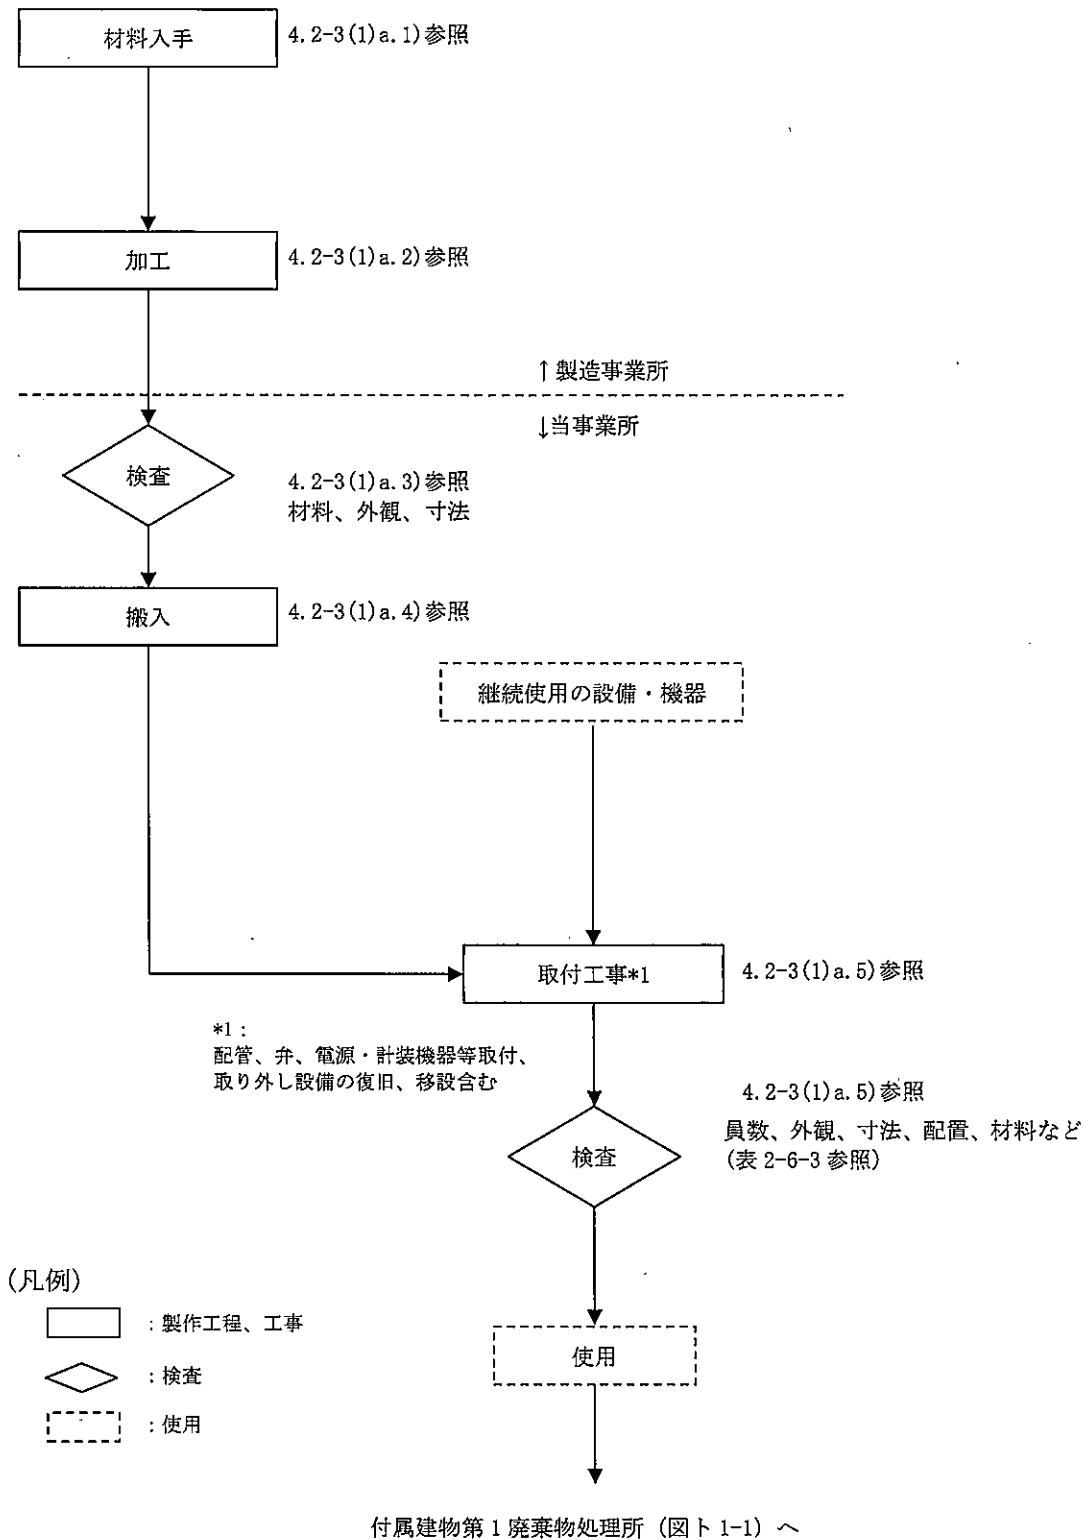 材料入手
4.2-3(1)a.1)参照
加工
4.2-3(1)a.2)参照
↑製造事業所
↓当事業所
検査
4.2-3(1)a.3)参照
材料、外観、寸法
搬入
4.2-3(1)a.4)参照
継続使用の設備・機器
取付工事*1
4.2-3(1)a.5)参照
*1：
配管、弁、電源・計装機器等取付、
取り外し設備の復旧、移設含む
検査
4.2-3(1)a.5)参照
員数、外観、寸法、配置、材料など
(表 2-6-3 参照)
(凡例)
：製作工程、工事
：検査
：使用
使用
付属建物第1廃棄物処理所（図ト 1-1）へ